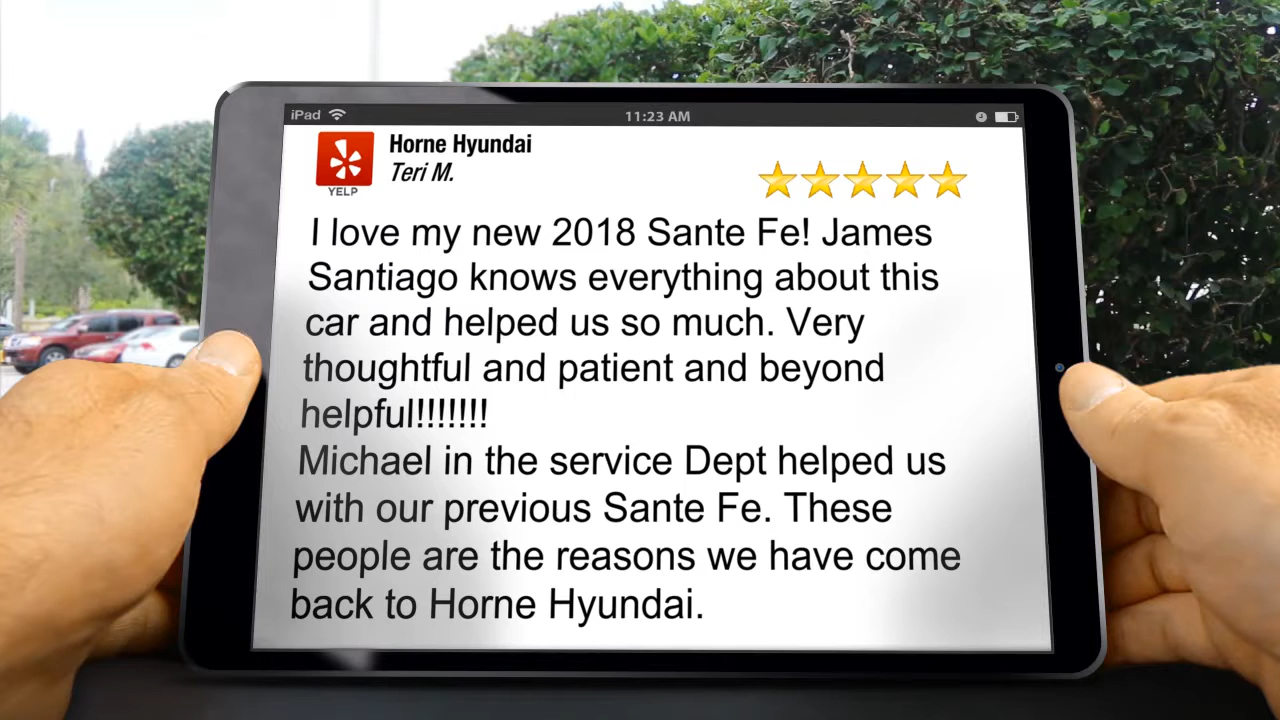 iPad 11:23 AM
Horne Hyundai
Teri M.
YELP
I love my new 2018 Sante Fe! James
Santiago knows everything about this
car and helped us so much. Very
thoughtful and patient and beyond
helpful!!!!!!!
Michael in the service Dept helped us
with our previous Sante Fe. These
people are the reasons we have come
back to Horne Hyundai.